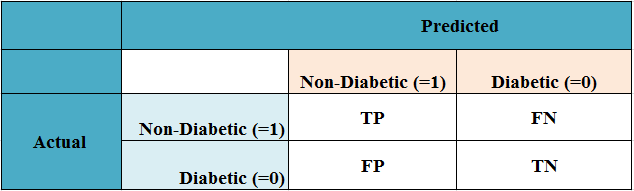 Predicted
Non-Diabetic (=1) Diabetic (=0)
Actual Non-Diabetic (=1) TP FN
Diabetic (=0) FP TN